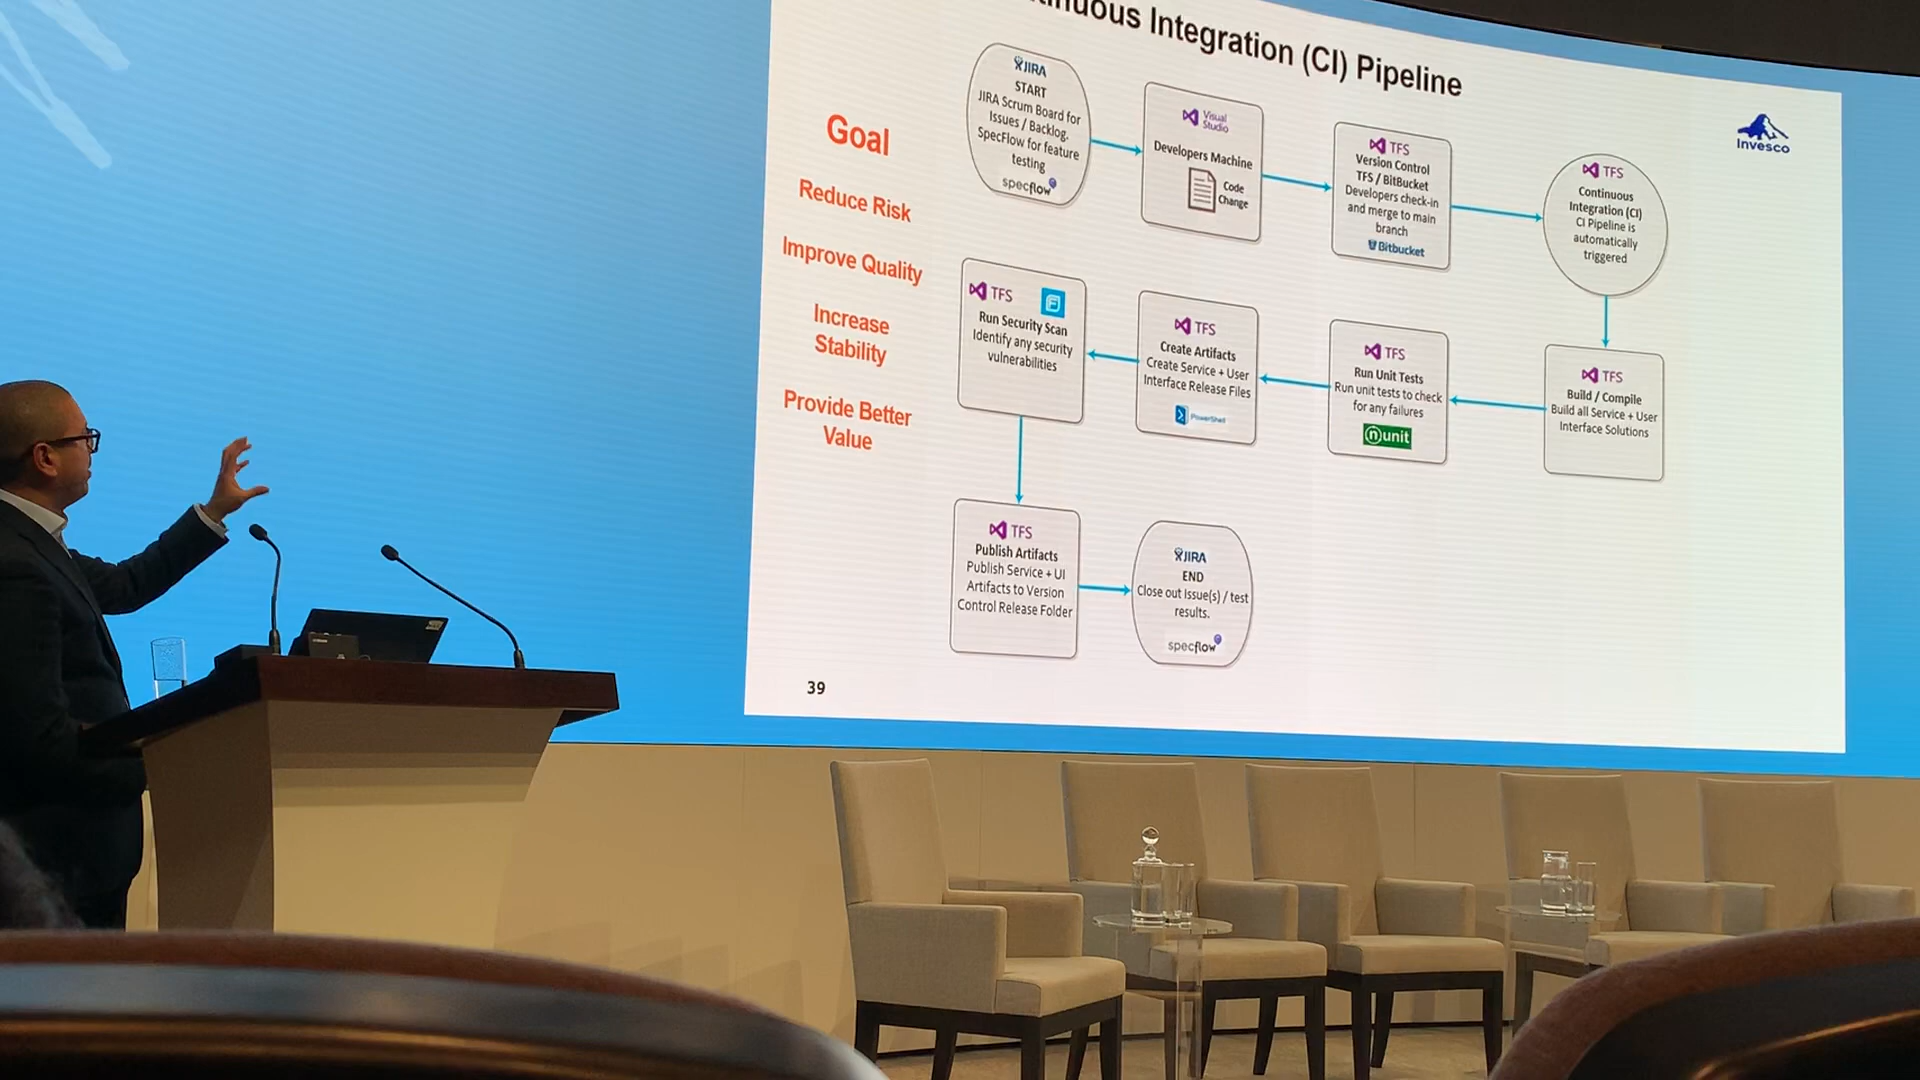 Integration (CI) Pipeline
Goal
Reduce Risk
Improve Quality
Increase
Stability
Provide Better
Value
JIRA
START
JIRA Scrum Board for
Issues / Backlog.
SpecFlow for feature
testing
specflow
Visual
Studio
Developers Machine
Code
Change
TFS
Version Control
TFS / BitBucket
Developers check-in
and merge to main
branch
Bitbucket
TFS
Continuous
Integration (CI)
CI Pipeline is
automatically
triggered
Invesco
TFS
Run Security Scan
Identify any security
vulnerabilities
TFS
Create Artifacts
Create Service + User
Interface Release Files
PowerShell
TFS
Run Unit Tests
Run unit tests to check
for any failures
nunit
TFS
Build / Compile
Build all Service + User
Interface Solutions
TFS
Publish Artifacts
Publish Service + UI
Artifacts to Version
Control Release Folder
JIRA
END
Close out issue(s) / test
results.
specflow
39